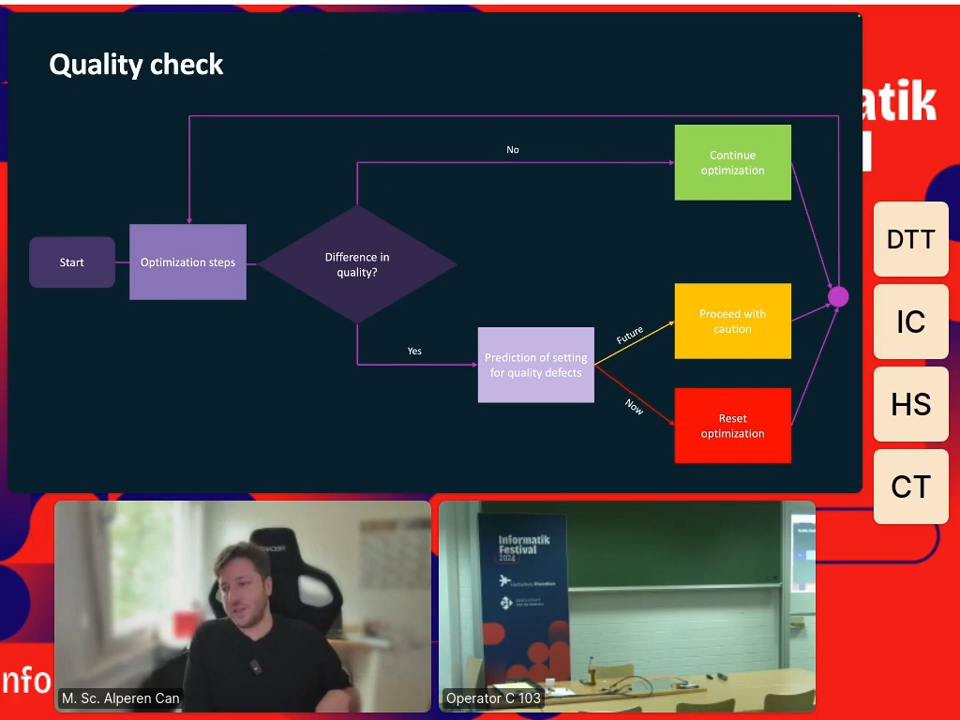 Quality check
atik
No
Continue
optimization
DTT
Start
Optimization steps
Difference in
quality?
IC
Future
Proceed with
caution
Yes
Prediction of setting
for quality defects
Now
HS
Reset
optimization
CT
Informatik
Festival
2024
nfo
M. Sc. Alperen Can
Operator C 103